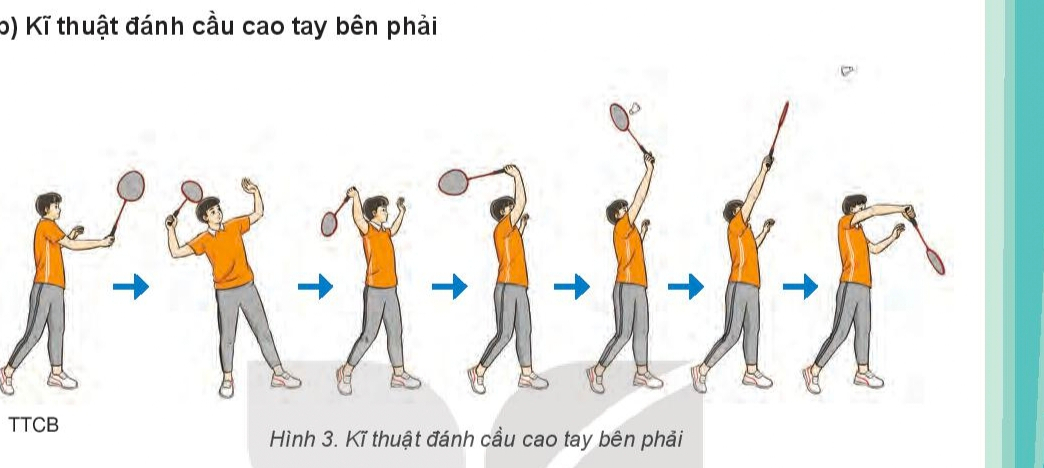 b) Kĩ thuật đánh cầu cao tay bên phải
TTCB
Hình 3. Kĩ thuật đánh cầu cao tay bên phải